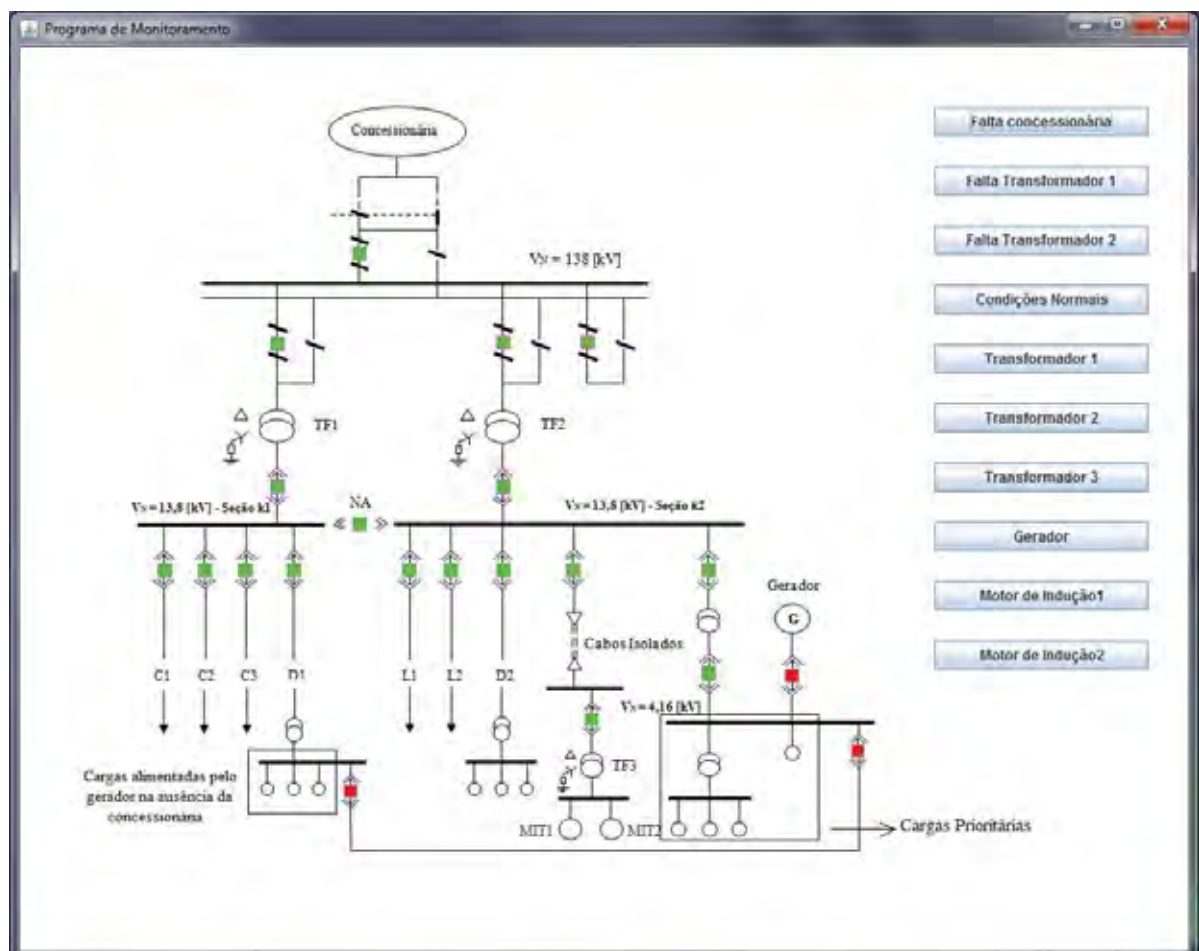 Programa de Monitoramento
Concessionária
V_N = 138 [kV]
TF1
TF2
V_N = 13,8 [kV] - Seção k1
NA
V_N = 13,8 [kV] - Seção k2
Gerador
G
Cabos Isolados
C1
C2
C3
D1
L1
L2
D2
V_N = 4,16 [kV]
TF3
Cargas alimentadas pelo
gerador na ausência da
concessionária
MIT1
MIT2
Cargas Prioritárias
Falta concessionária
Falta Transformador 1
Falta Transformador 2
Condições Normais
Transformador 1
Transformador 2
Transformador 3
Gerador
Motor de Indução1
Motor de Indução2